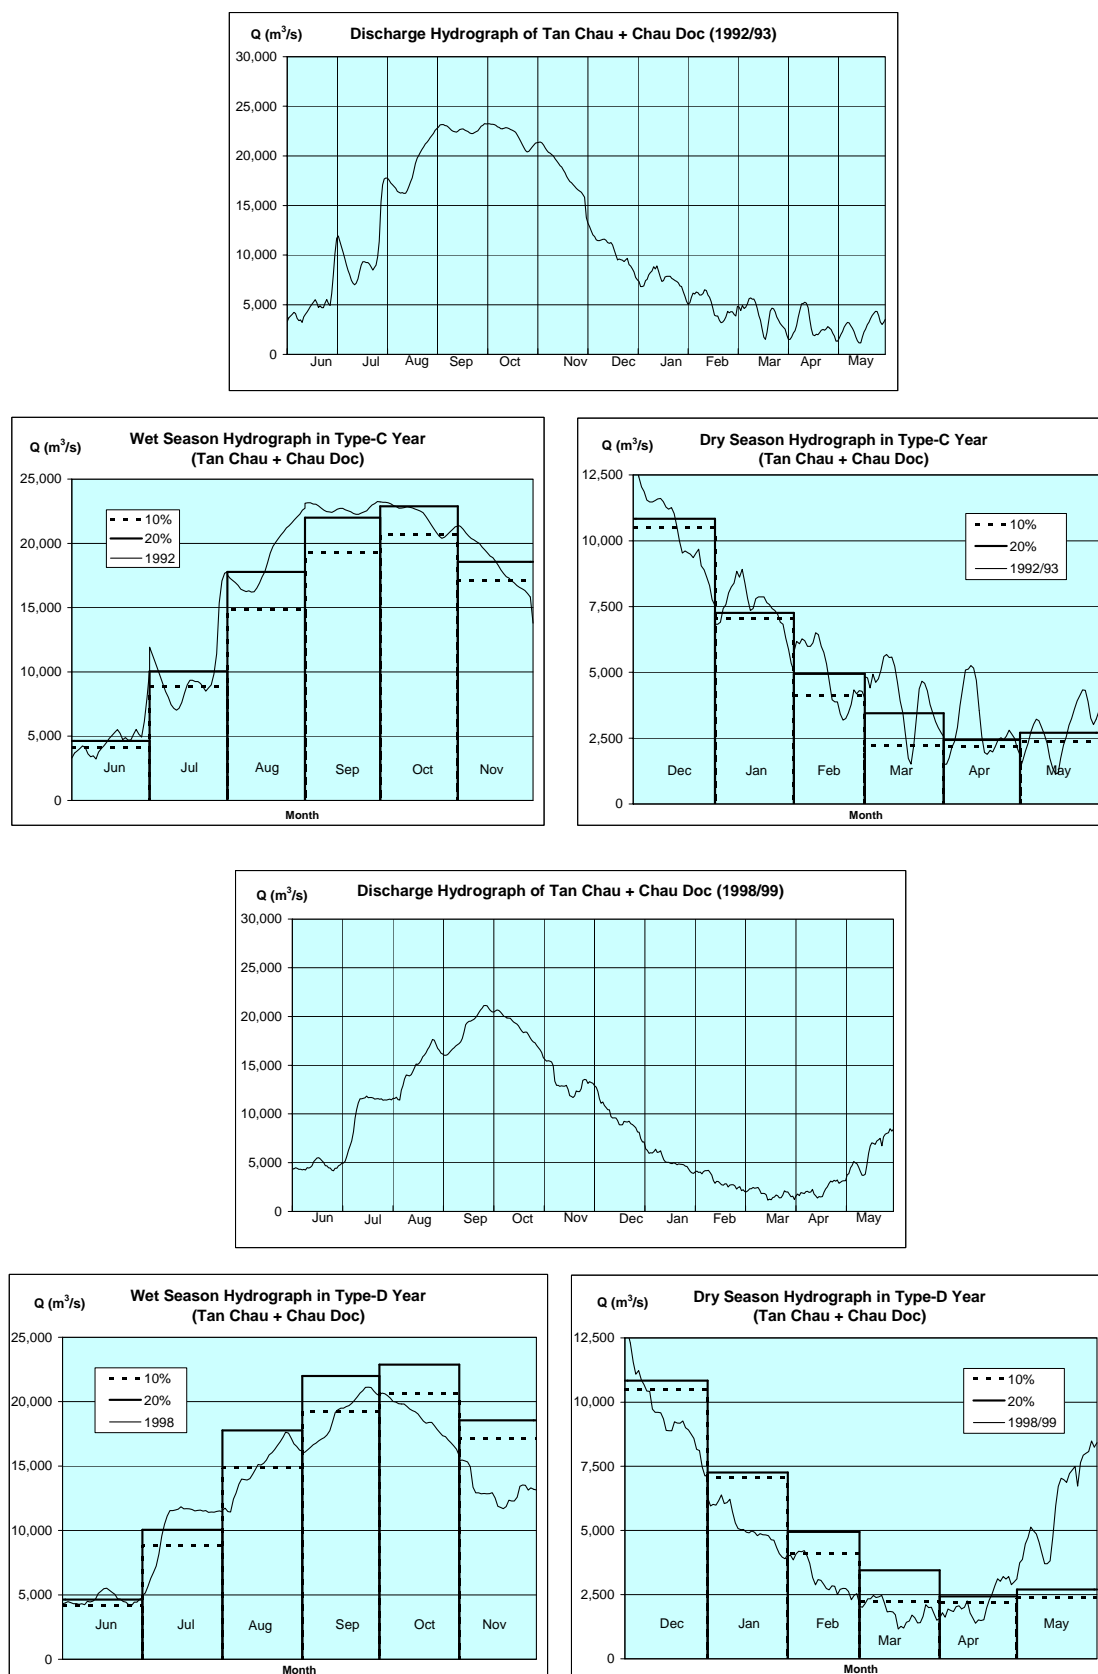 Q (m3/s) Discharge Hydrograph of Tan Chau + Chau Doc (1992/93)
30,000
25,000
20,000
15,000
10,000
5,000
0
Jun Jul Aug Sep Oct Nov Dec Jan Feb Mar Apr May
Wet Season Hydrograph in Type-C Year
Q (m3/s)
(Tan Chau + Chau Doc)
25,000
20,000
15,000
10,000
5,000
0
10%
20%
1992
Jun Jul Aug Sep Oct Nov
Month
Dry Season Hydrograph in Type-C Year
Q (m3/s)
(Tan Chau + Chau Doc)
12,500
10,000
7,500
5,000
2,500
0
10%
20%
1992/93
Dec Jan Feb Mar Apr May
Month
Q (m3/s) Discharge Hydrograph of Tan Chau + Chau Doc (1998/99)
30,000
25,000
20,000
15,000
10,000
5,000
0
Jun Jul Aug Sep Oct Nov Dec Jan Feb Mar Apr May
Wet Season Hydrograph in Type-D Year
Q (m3/s)
(Tan Chau + Chau Doc)
25,000
20,000
15,000
10,000
5,000
0
10%
20%
1998
Jun Jul Aug Sep Oct Nov
Month
Dry Season Hydrograph in Type-D Year
Q (m3/s)
(Tan Chau + Chau Doc)
12,500
10,000
7,500
5,000
2,500
0
10%
20%
1998/99
Dec Jan Feb Mar Apr May
Month